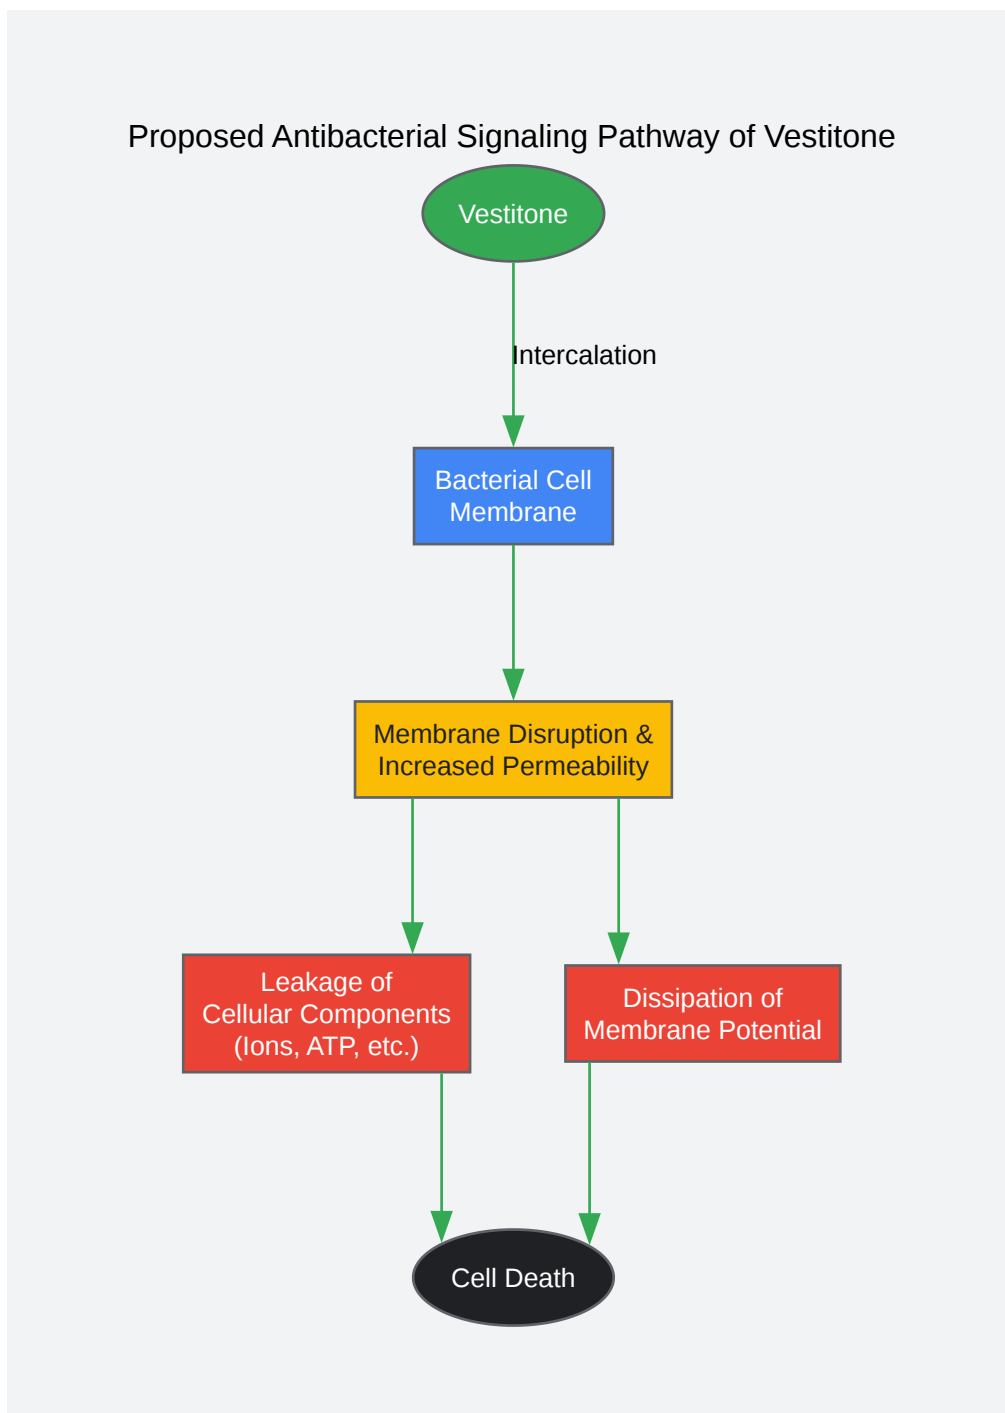 Proposed Antibacterial Signaling Pathway of Vestitone
Vestitone
Intercalation
Bacterial Cell
Membrane
Membrane Disruption &
Increased Permeability
Leakage of
Cellular Components
(Ions, ATP, etc.)
Dissipation of
Membrane Potential
Cell Death